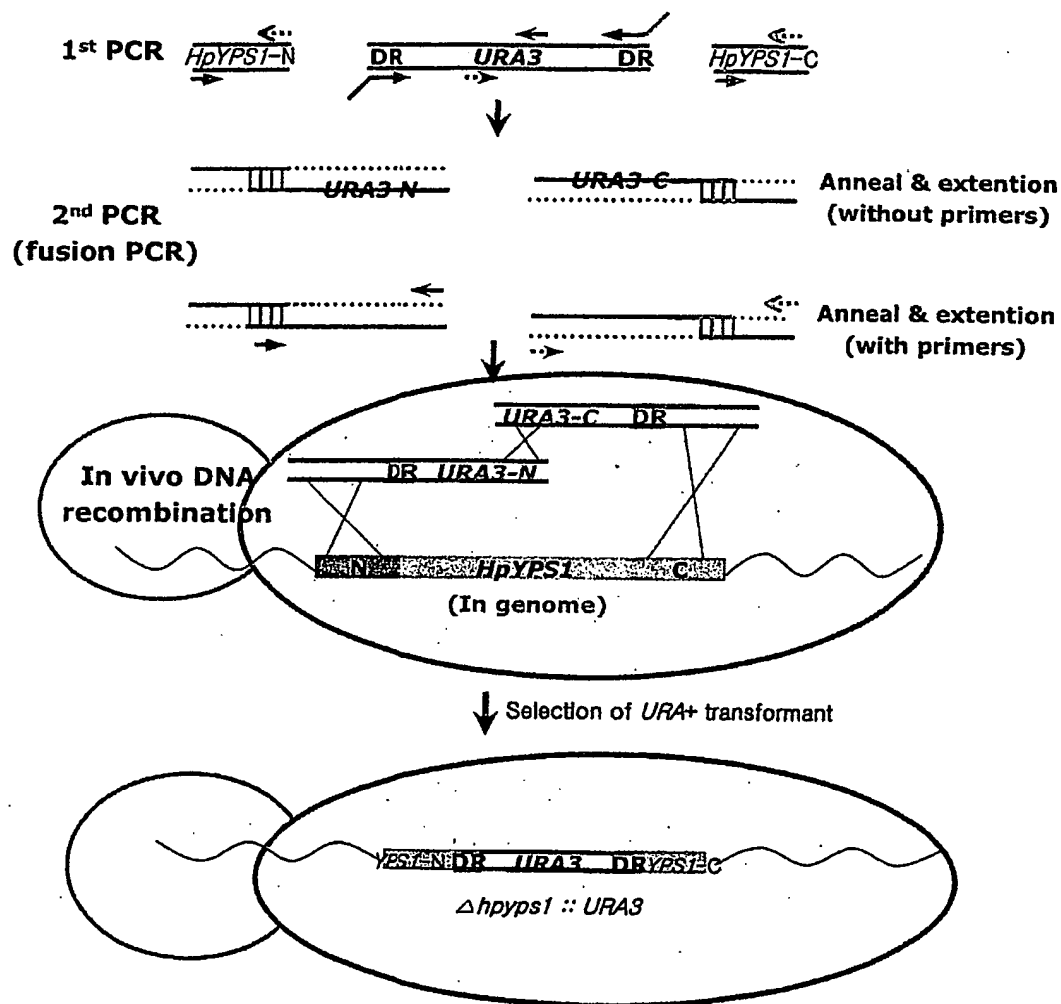 1st PCR
HpYPS1-N
DR URA3 DR
HpYPS1-C
2nd PCR
(fusion PCR)
URA3-N
URA3-C
Anneal & extention
(without primers)
Anneal & extention
(with primers)
URA3-C DR
DR URA3-N
In vivo DNA
recombination
N HpYPS1 C
(In genome)
Selection of URA+ transformant
YPS1-N DR URA3 DR YPS1-C
△hpyps1 :: URA3